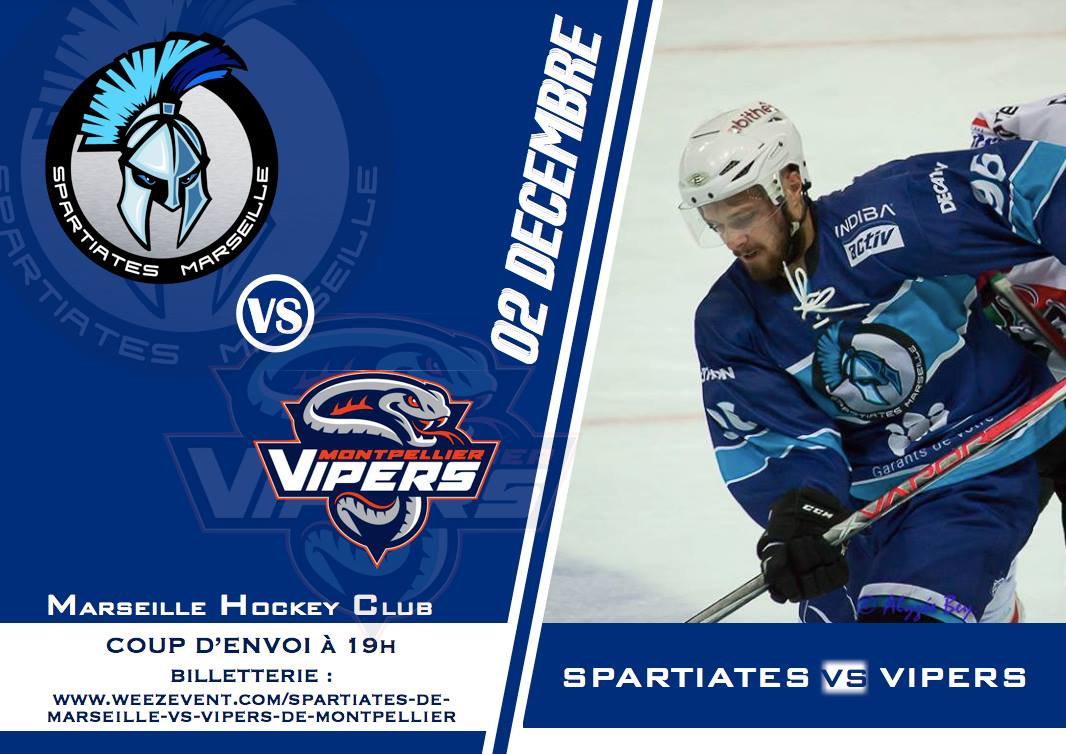 SPARTIATES MARSEILLE
VS
MONTPELLIER
VIPERS
02 DECEMBRE
MARSEILLE HOCKEY CLUB
COUP D'ENVOI À 19H
BILLETTERIE :
WWW.WEEZEVENT.COM/SPARTIATES-DE-
MARSEILLE-VS-VIPERS-DE-MONTPELLIER
96
INDIBA
activ
SPARTIATES MARSEILLE
Garants de votre
VAPOR
CCM
SPARTIATES VS VIPERS